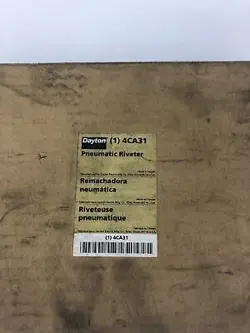 Dayton (1) 4CA31
Pneumatic Riveter
Remachadora
neumática
Riveteuse
pneumatique
(1) 4CA31